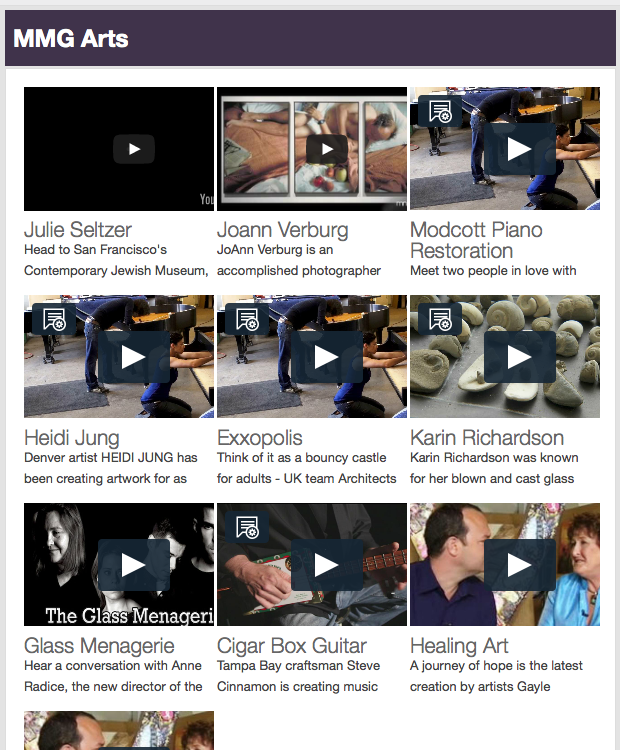 MMG Arts
You
Julie Seltzer
Head to San Francisco's
Contemporary Jewish Museum,
Joann Verburg
JoAnn Verburg is an
accomplished photographer
Modcott Piano
Restoration
Meet two people in love with
Heidi Jung
Denver artist HEIDI JUNG has
been creating artwork for as
Exxopolis
Think of it as a bouncy castle
for adults - UK team Architects
Karin Richardson
Karin Richardson was known
for her blown and cast glass
The Glass Menageri
Glass Menagerie
Hear a conversation with Anne
Radice, the new director of the
Cigar Box Guitar
Tampa Bay craftsman Steve
Cinnamon is creating music
Healing Art
A journey of hope is the latest
creation by artists Gayle